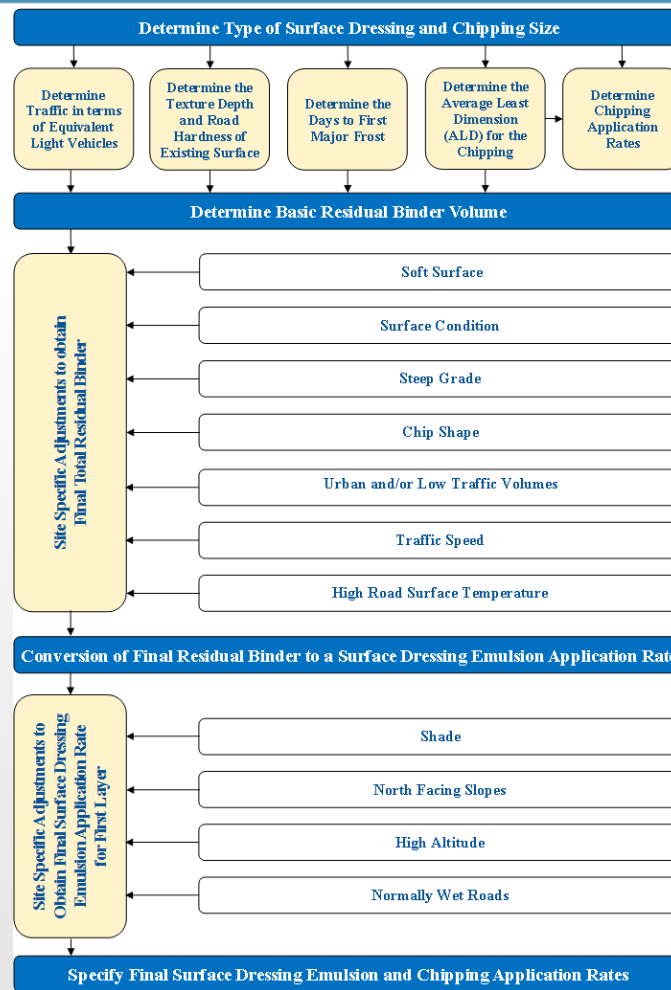 Determine Type of Surface Dressing and Chipping Size
Determine
Traffic in terms
of Equivalent
Light Vehicles
Determine the
Texture Depth
and Road
Hardness of
Existing Surface
Determine the
Days to First
Major Frost
Determine the
Average Least
Dimension
(ALD) for the
Chipping
Determine
Chipping
Application
Rates
Determine Basic Residual Binder Volume
Site Specific Adjustments to obtain
Final Total Residual Binder
Soft Surface
Surface Condition
Steep Grade
Chip Shape
Urban and/or Low Traffic Volumes
Traffic Speed
High Road Surface Temperature
Conversion of Final Residual Binder to a Surface Dressing Emulsion Application Rate
Site Specific Adjustments to
Obtain Final Surface Dressing
Emulsion Application Rate
for First Layer
Shade
North Facing Slopes
High Altitude
Normally Wet Roads
Specify Final Surface Dressing Emulsion and Chipping Application Rates